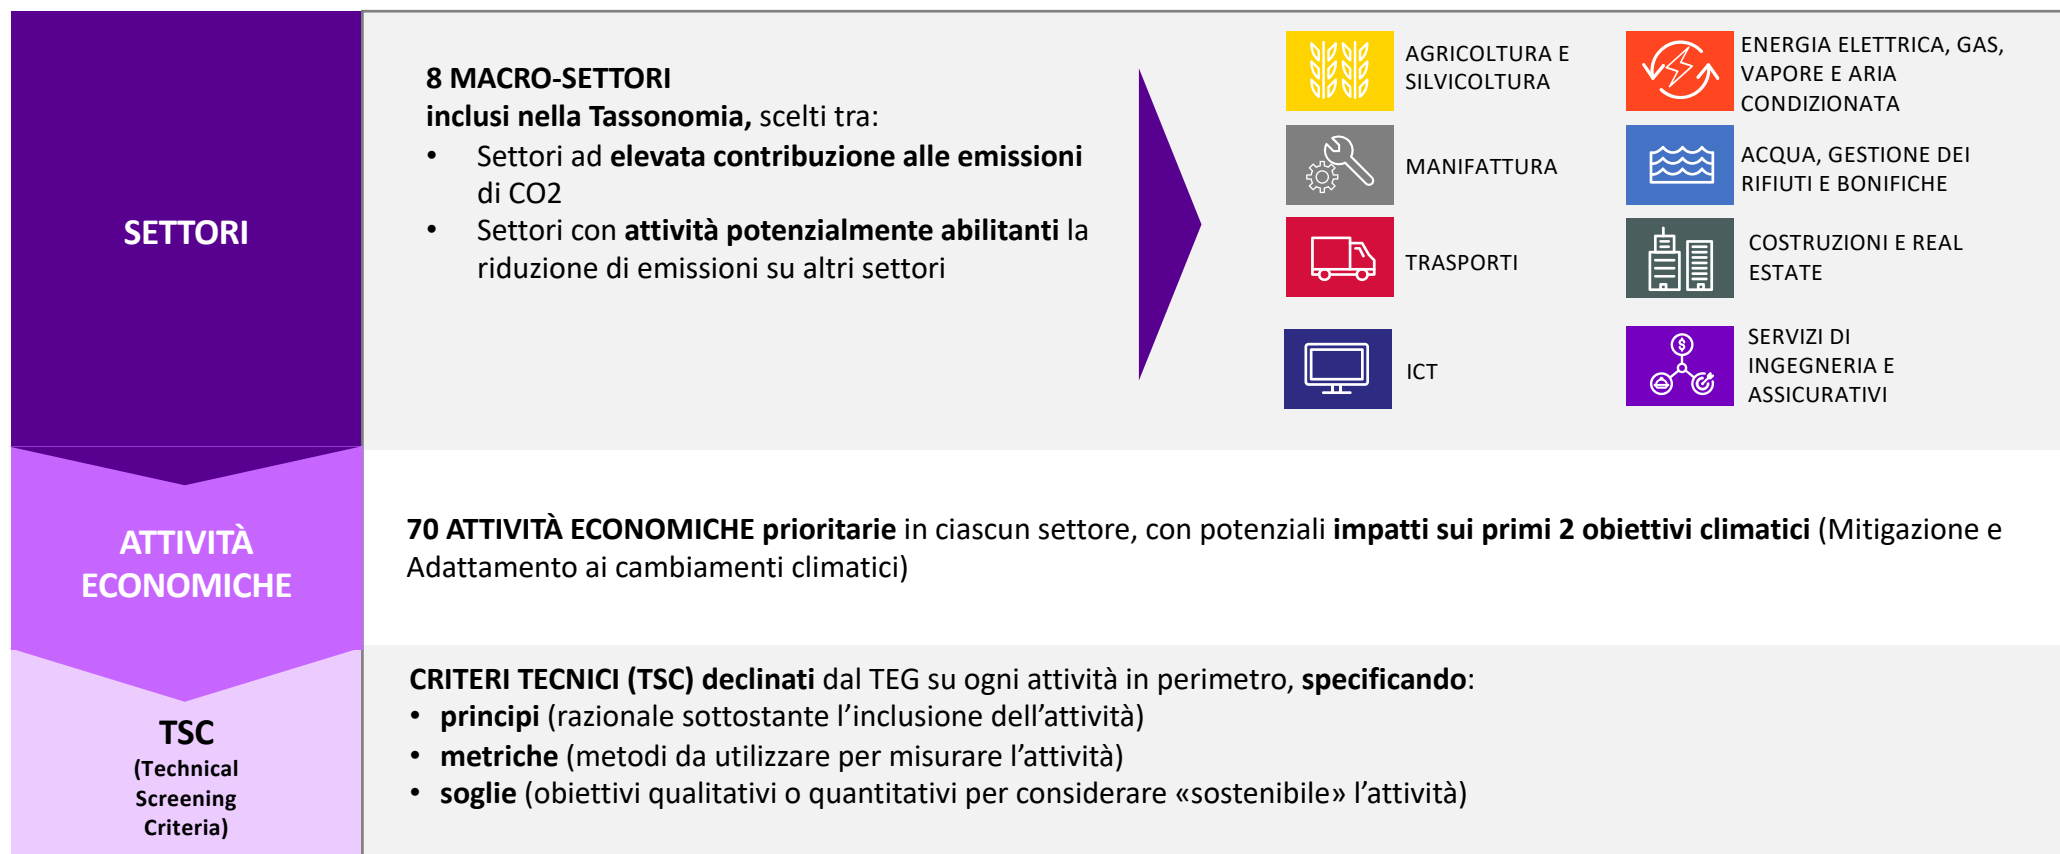 SETTORI
8 MACRO-SETTORI
inclusi nella Tassonomia, scelti tra:
• Settori ad elevata contribuzione alle emissioni
di CO2
• Settori con attività potenzialmente abilitanti la
riduzione di emissioni su altri settori
AGRICOLTURA E
SILVICOLTURA
ENERGIA ELETTRICA, GAS,
VAPORE E ARIA
CONDIZIONATA
MANIFATTURA
ACQUA, GESTIONE DEI
RIFIUTI E BONIFICHE
TRASPORTI
COSTRUZIONI E REAL
ESTATE
ICT
$
SERVIZI DI
INGEGNERIA E
ASSICURATIVI
ATTIVITÀ
ECONOMICHE
70 ATTIVITÀ ECONOMICHE prioritarie in ciascun settore, con potenziali impatti sui primi 2 obiettivi climatici (Mitigazione e
Adattamento ai cambiamenti climatici)
TSC
(Technical
Screening
Criteria)
CRITERI TECNICI (TSC) declinati dal TEG su ogni attività in perimetro, specificando:
• principi (razionale sottostante l’inclusione dell’attività)
• metriche (metodi da utilizzare per misurare l’attività)
• soglie (obiettivi qualitativi o quantitativi per considerare «sostenibile» l’attività)